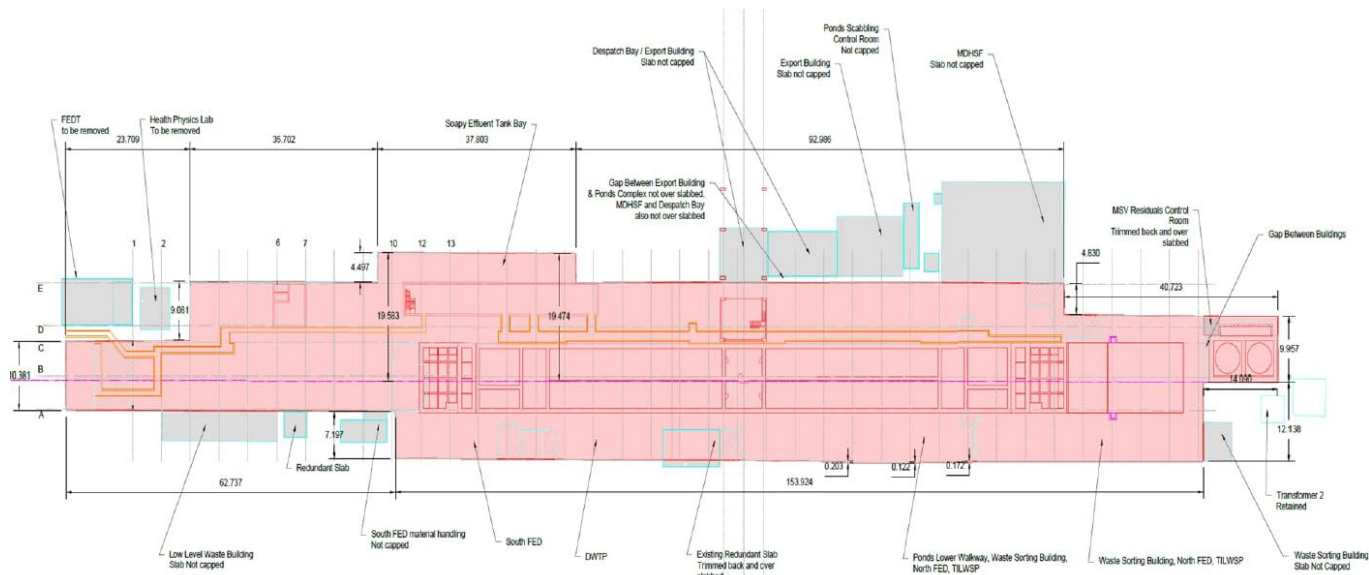 Ponds Scabbling
Control Room
Not capped
Despatch Bay / Export Building
Slab not capped
Export Building
Slab not capped
MDHSF
Slab not capped
FEDT
to be removed
Health Physics Lab
To be removed
Soapy Effluent Tank Bay
23.709
35.702
37.803
92.986
Gap Between Export Building
& Ponds Complex not over slabbed,
MDHSF and Despatch Bay
also not over slabbed
MSV Residuals Control
Room
Trimmed back and over
slabbed
Gap Between Buildings
1
2
6
7
10
12
13
4.497
4.830
40.723
E
9.061
19.583
19.474
D
C
9.957
B
10.381
14.090
A
7.197
12.138
Redundant Slab
0.203
0.122
0.172
62.737
153.924
Transformer 2
Retained
Low Level Waste Building
Slab Not capped
South FED material handling
Not capped
South FED
DWTP
Existing Redundant Slab
Trimmed back and over
slabbed
Ponds Lower Walkway, Waste Sorting Building,
North FED, TILWSP
Waste Sorting Building, North FED, TILWSP
Waste Sorting Building
Slab Not Capped